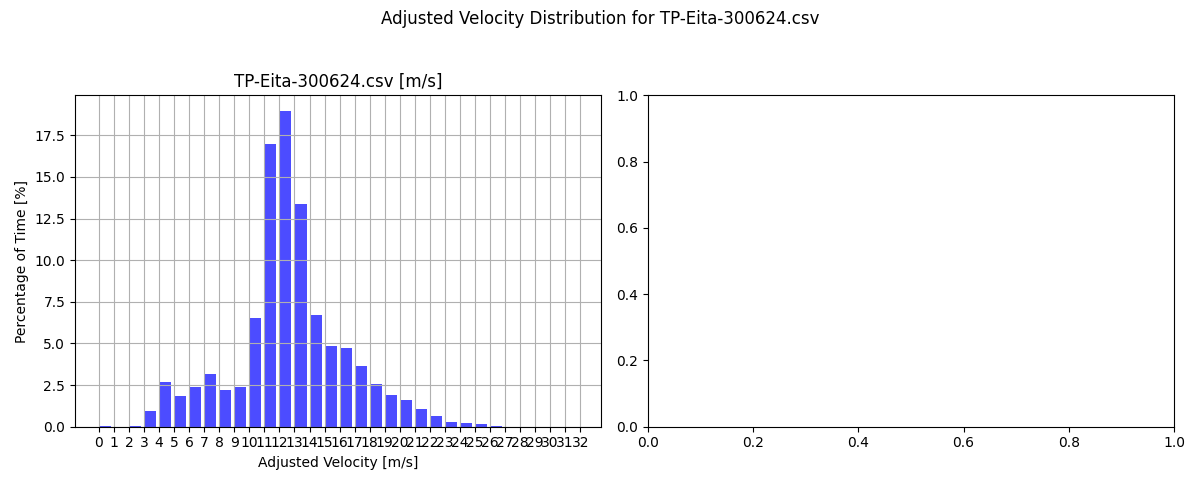 Adjusted Velocity Distribution for TP-Eita-300624.csv
TP-Eita-300624.csv [m/s]
Percentage of Time [%]
17.5
15.0
12.5
10.0
7.5
5.0
2.5
0.0
0 1 2 3 4 5 6 7 8 9 10 11 12 13 14 15 16 17 18 19 20 21 22 23 24 25 26 27 28 29 30 31 32
Adjusted Velocity [m/s]
1.0
0.8
0.6
0.4
0.2
0.0
0.0 0.2 0.4 0.6 0.8 1.0